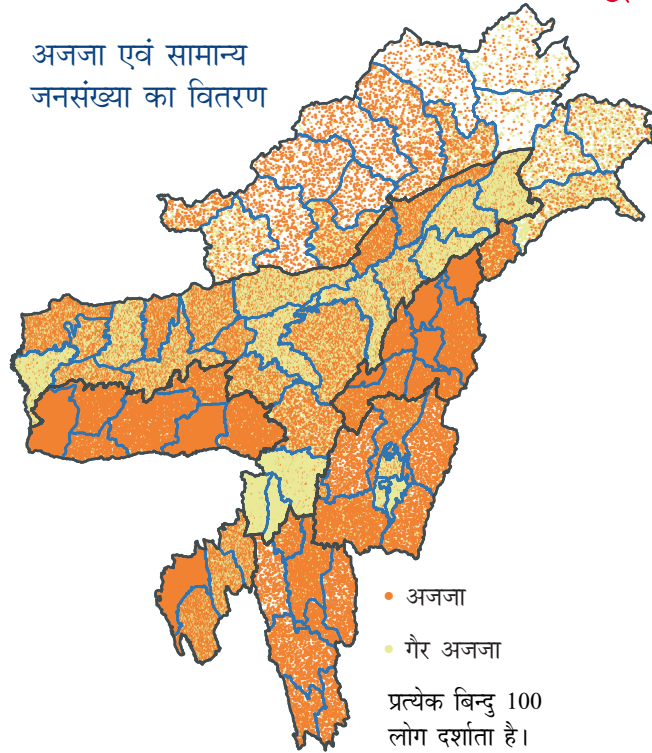 अजजा एवं सामान्य
जनसंख्या का वितरण
अजजा
गैर अजजा
प्रत्येक बिन्दु 100
लोग दर्शाता है।